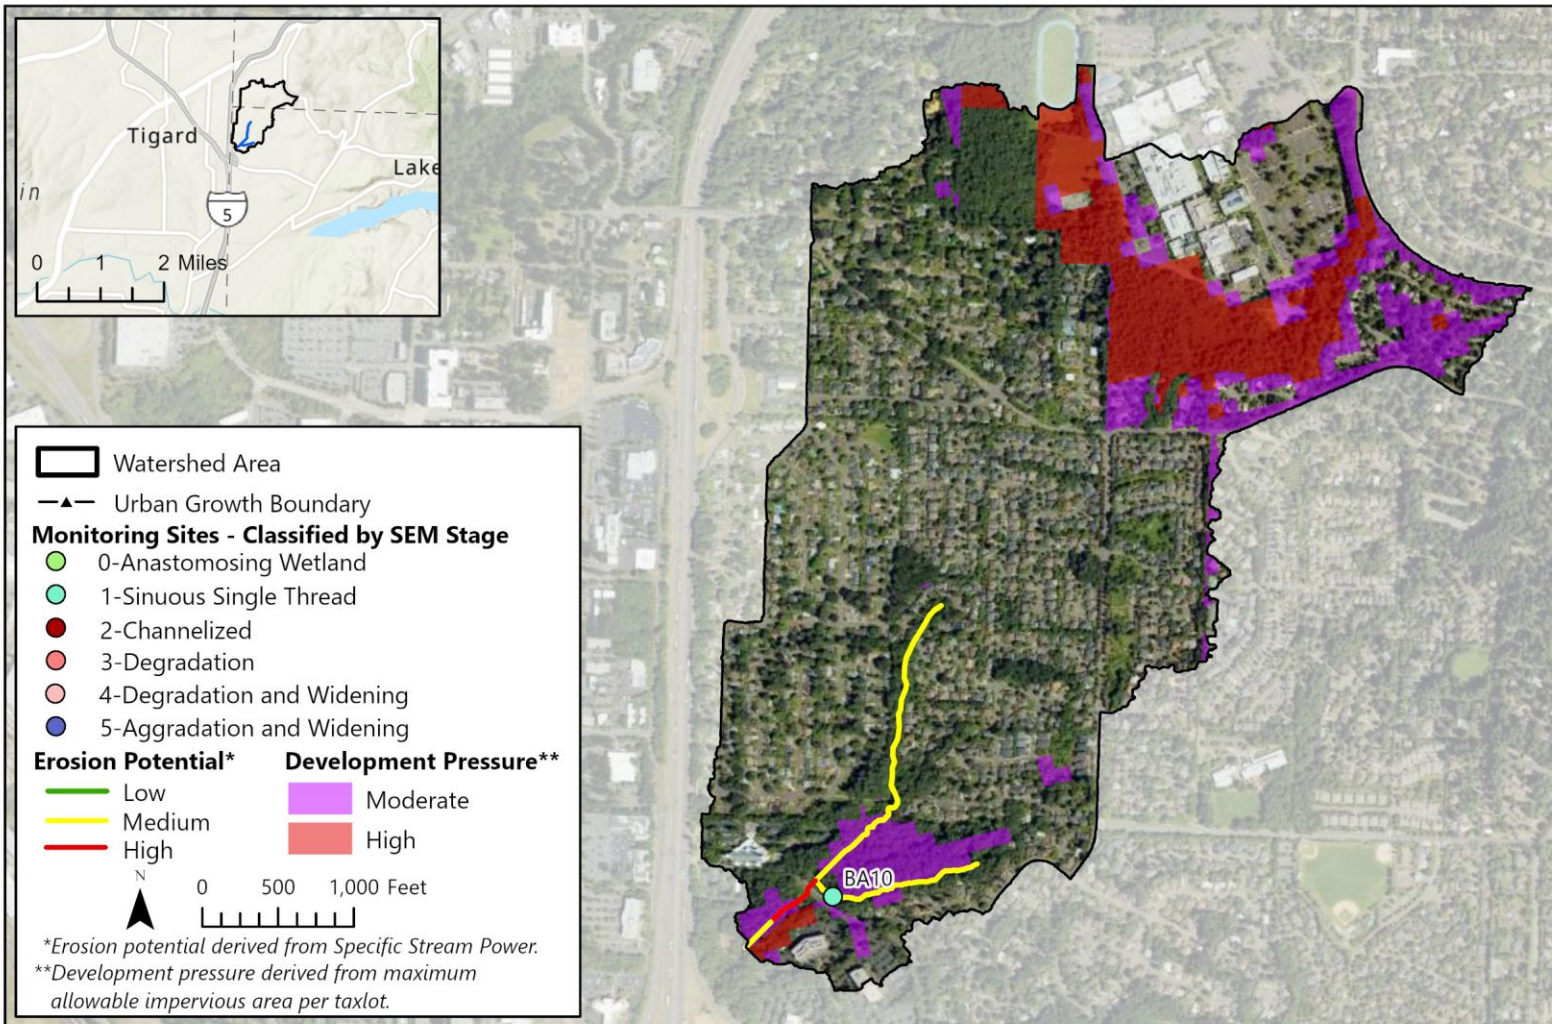 Tigard
Lake
in
5
0 1 2 Miles
Watershed Area
Urban Growth Boundary
Monitoring Sites - Classified by SEM Stage
0-Anastomosing Wetland
1-Sinuous Single Thread
2-Channelized
3-Degradation
4-Degradation and Widening
5-Aggradation and Widening
Erosion Potential*
Low
Medium
High
Development Pressure**
Moderate
High
N
0 500 1,000 Feet
*Erosion potential derived from Specific Stream Power.
**Development pressure derived from maximum
allowable impervious area per taxlot.
BA10